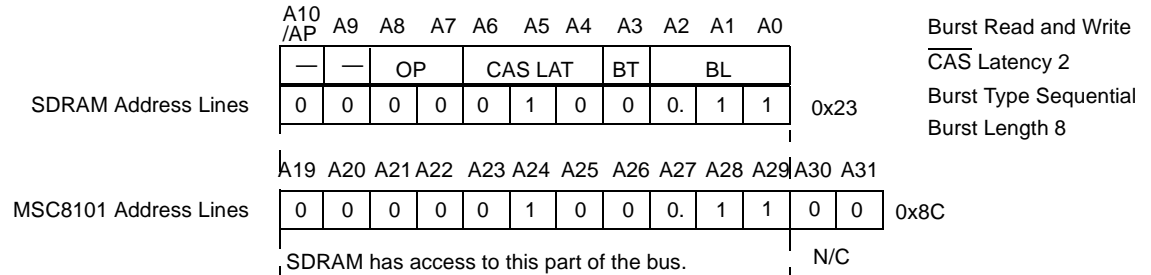 A10
/AP A9 A8 A7 A6 A5 A4 A3 A2 A1 A0
— — OP CAS LAT BT BL
SDRAM Address Lines 0 0 0 0 0 1 0 0 0. 1 1 0x23
Burst Read and Write
CAS Latency 2
Burst Type Sequential
Burst Length 8
A19 A20 A21 A22 A23 A24 A25 A26 A27 A28 A29 A30 A31
MSC8101 Address Lines 0 0 0 0 0 1 0 0 0. 1 1 0 0 0x8C
SDRAM has access to this part of the bus. N/C